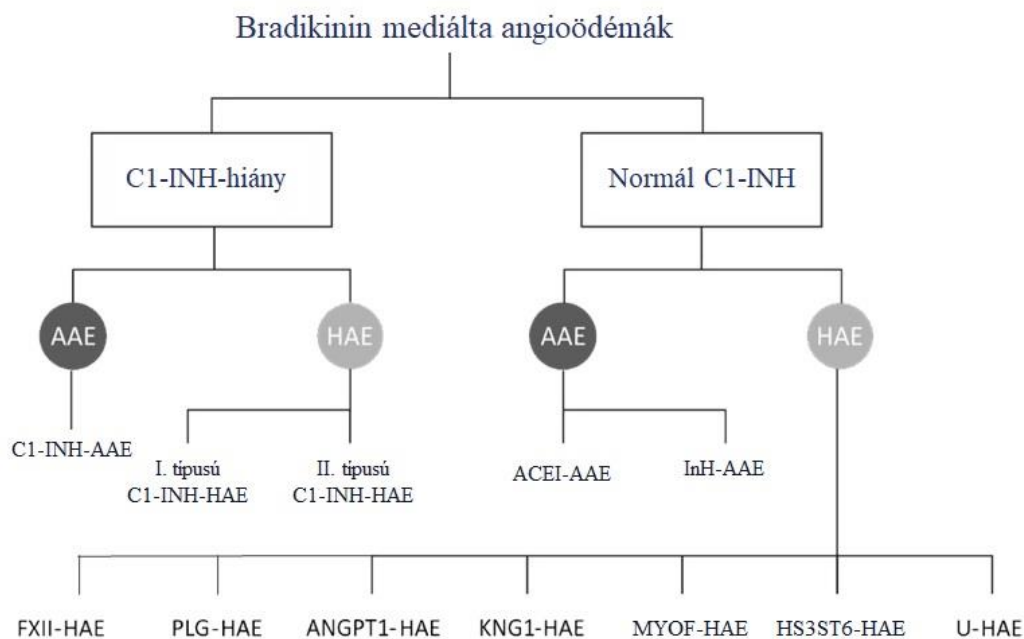 Bradikinin mediálta angioödémák
C1-INH-hiány
Normál C1-INH
AAE
HAE
AAE
HAE
C1-INH-AAE
I. típusú
C1-INH-HAE
II. típusú
C1-INH-HAE
ACEI-AAE
InH-AAE
FXII-HAE
PLG-HAE
ANGPT1-HAE
KNG1-HAE
MYOF-HAE
HS3ST6-HAE
U-HAE